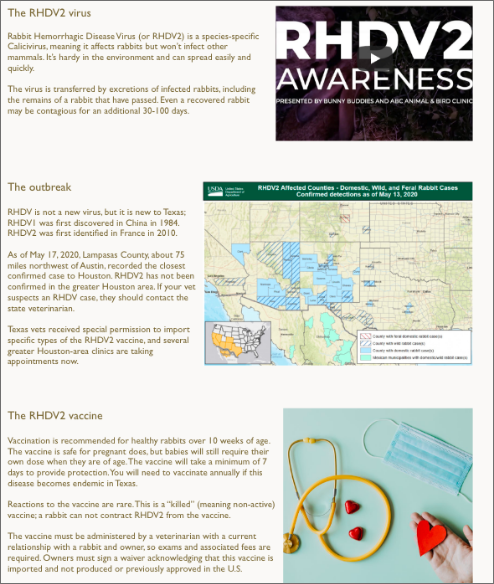 The RHDV2 virus
Rabbit Hemorrhagic Disease Virus (or RHDV2) is a species-specific
Calicivirus, meaning it affects rabbits but won't infect other
mammals. It's hardy in the environment and can spread easily and
quickly.
The virus is transferred by excretions of infected rabbits, including
the remains of a rabbit that have passed. Even a recovered rabbit
may be contagious for an additional 30-100 days.
RHDV2
AWARENESS
PRESENTED BY BUNNY BUDDIES AND ABC ANIMAL & BIRD CLINIC
The outbreak
RHDV is not a new virus, but it is new to Texas;
RHDV1 was first discovered in China in 1984.
RHDV2 was first identified in France in 2010.
As of May 17, 2020, Lampasas County, about 75
miles northwest of Austin, recorded the closest
confirmed case to Houston. RHDV2 has not been
confirmed in the greater Houston area. If your vet
suspects an RHDV case, they should contact the
state veterinarian.
Texas vets received special permission to import
specific types of the RHDV2 vaccine, and several
greater Houston-area clinics are taking
appointments now.
USDA
RHDV2 Affected Counties - Domestic, Wild, and Feral Rabbit Cases
Confirmed detections as of May 13, 2020
The RHDV2 vaccine
Vaccination is recommended for healthy rabbits over 10 weeks of age.
The vaccine is safe for pregnant does, but babies will still require their
own dose when they are of age. The vaccine will take a minimum of 7
days to provide protection. You will need to vaccinate annually if this
disease becomes endemic in Texas.
Reactions to the vaccine are rare. This is a "killed" (meaning non-active)
vaccine; a rabbit can not contract RHDV2 from the vaccine.
The vaccine must be administered by a veterinarian with a current
relationship with a rabbit and owner, so exams and associated fees are
required. Owners must sign a waiver acknowledging that this vaccine is
imported and not produced or previously approved in the U.S.